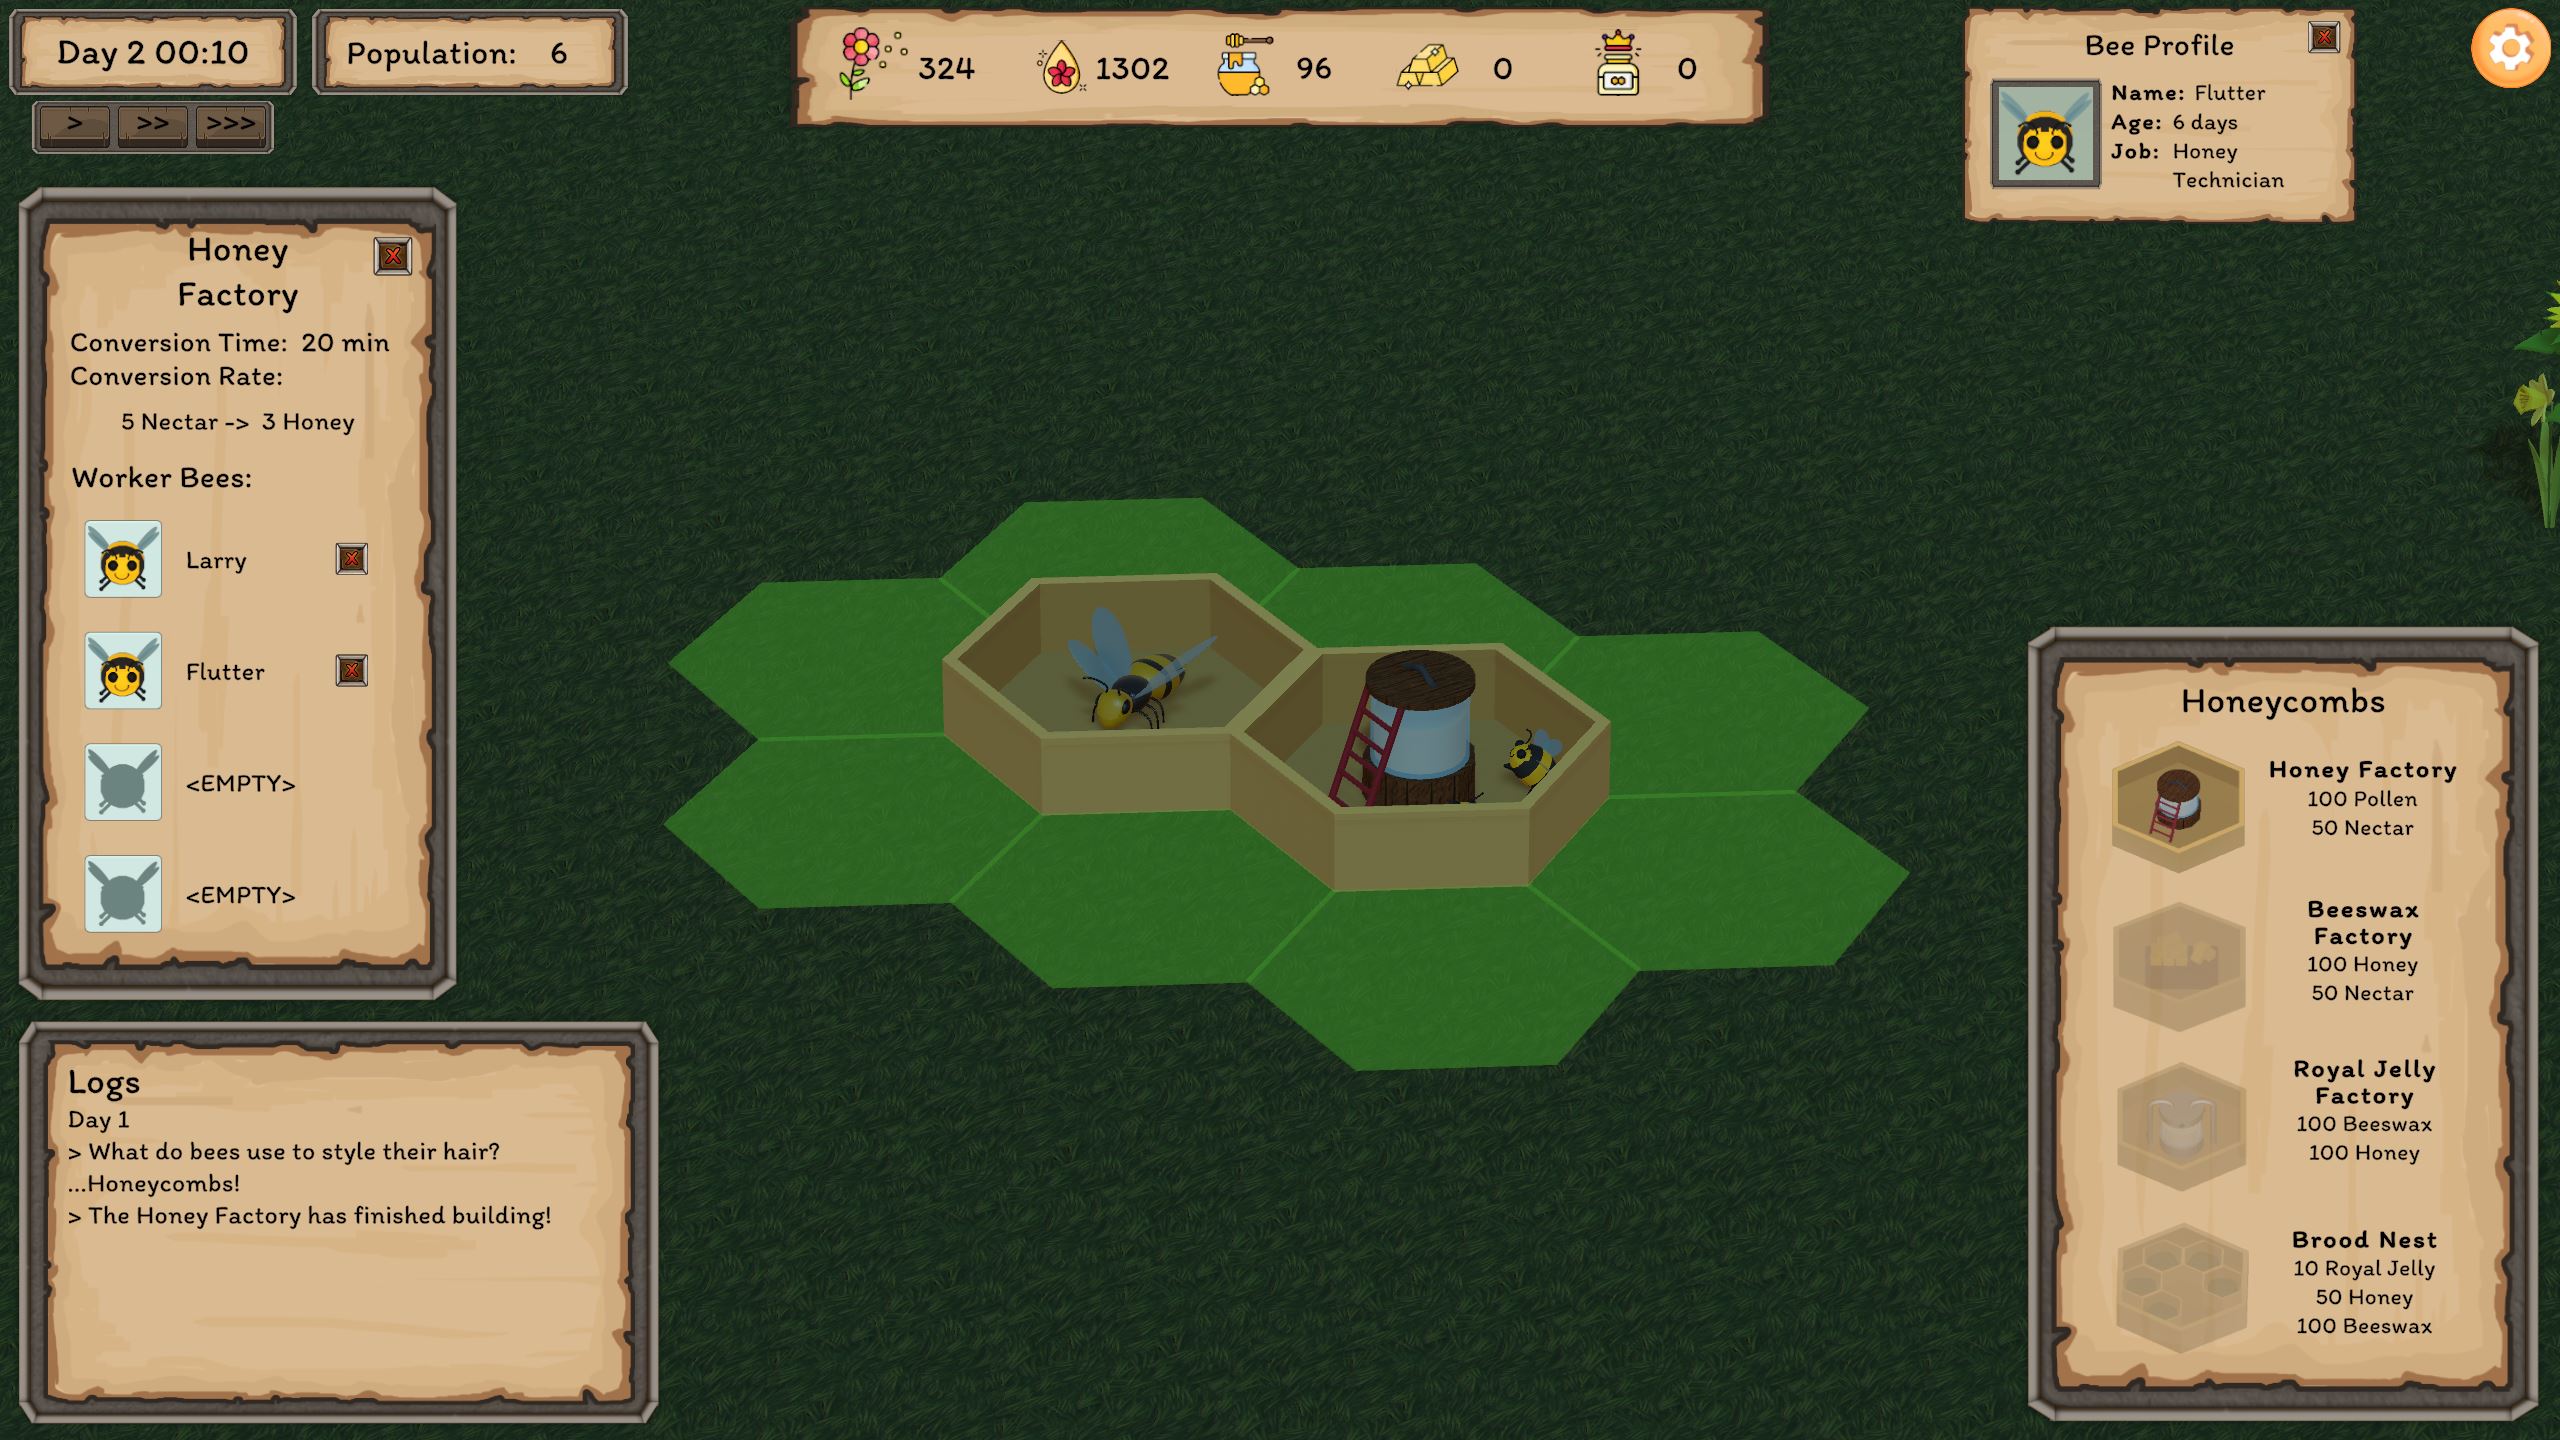 Day 2 00:10
Population: 6
> >> >>>
324 1302 96 0 0
Bee Profile
X
Name: Flutter
Age: 6 days
Job: Honey
Technician
Honey
Factory
X
Conversion Time: 20 min
Conversion Rate:
5 Nectar -> 3 Honey
Worker Bees:
Larry X
Flutter X
<EMPTY>
<EMPTY>
Logs
Day 1
> What do bees use to style their hair?
...Honeycombs!
> The Honey Factory has finished building!
Honeycombs
Honey Factory
100 Pollen
50 Nectar
Beeswax
Factory
100 Honey
50 Nectar
Royal Jelly
Factory
100 Beeswax
100 Honey
Brood Nest
10 Royal Jelly
50 Honey
100 Beeswax